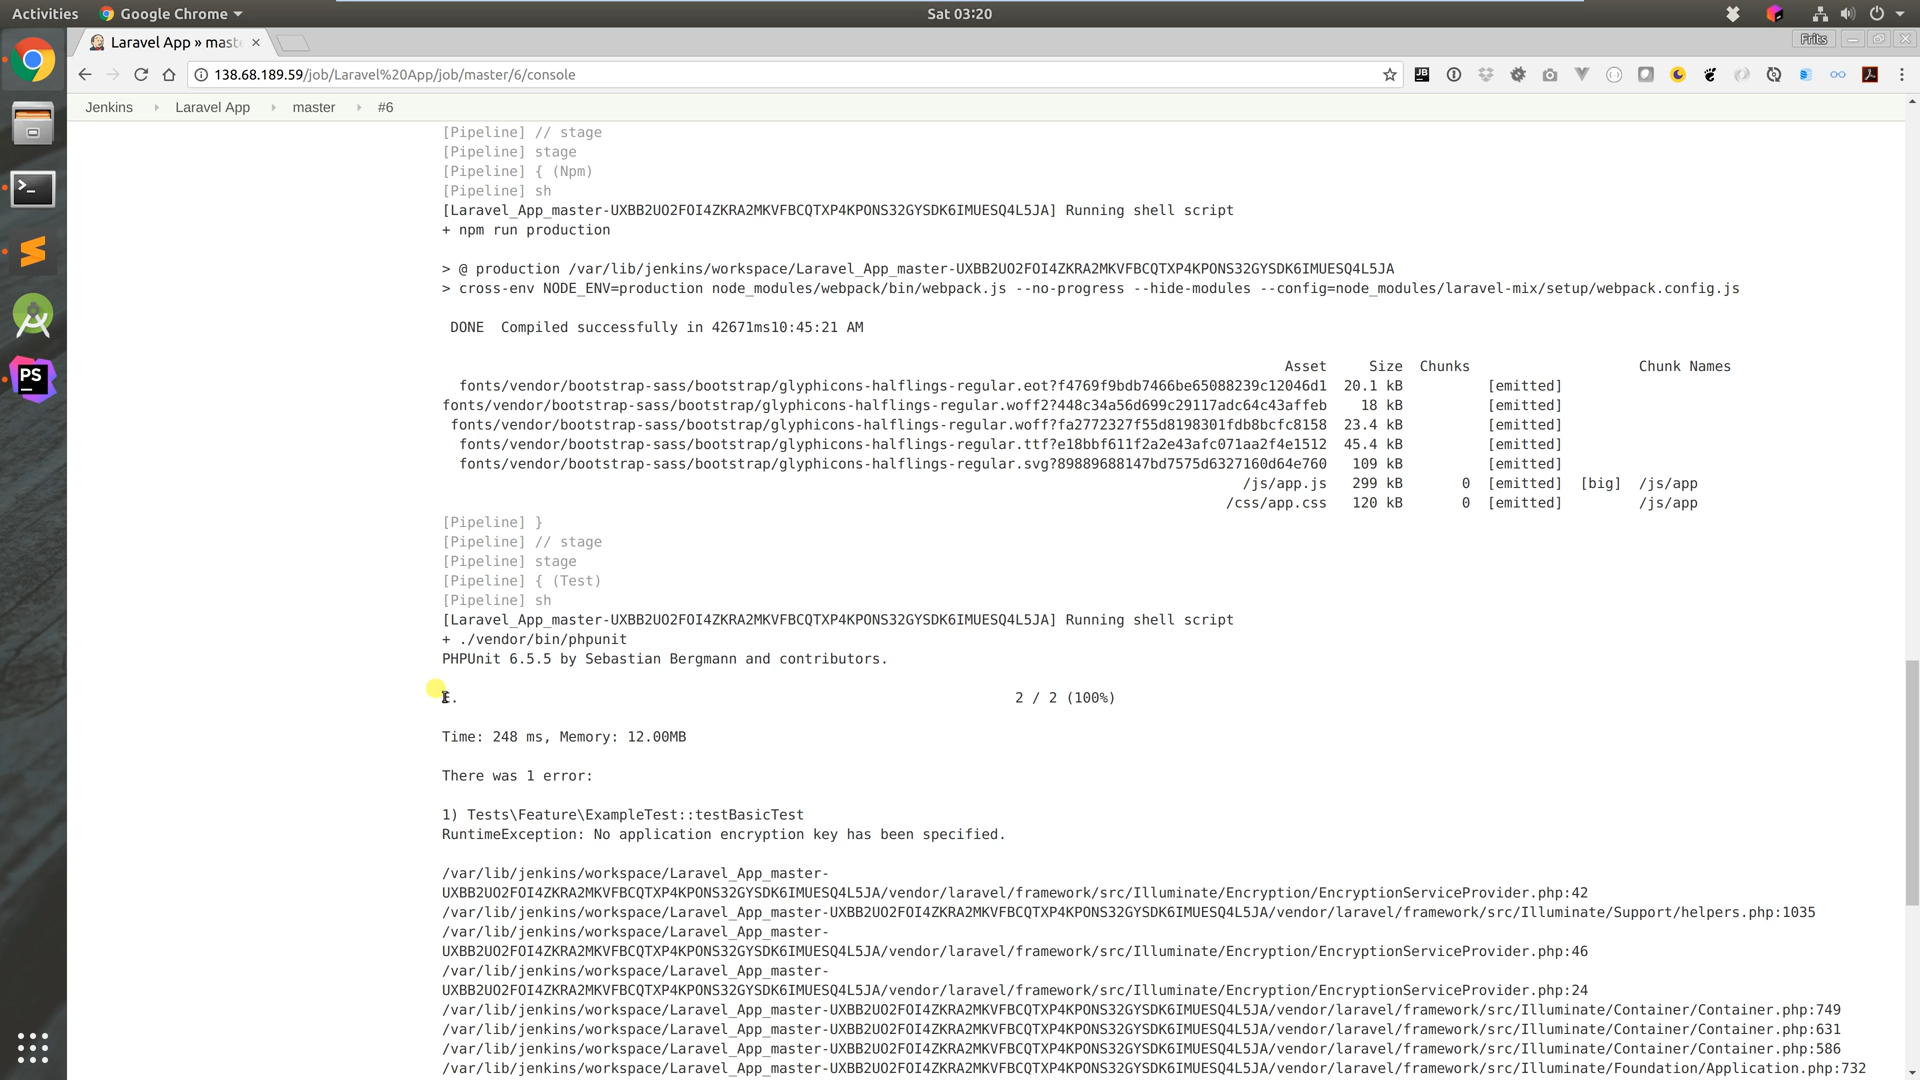 Activities Google Chrome Sat 03:20
Laravel App » mast
Frits
138.68.189.59/job/Laravel%20App/job/master/6/console
Jenkins Laravel App master #6
[Pipeline] // stage
[Pipeline] stage
[Pipeline] { (Npm)
[Pipeline] sh
[Laravel_App_master-UXBB2UO2FOI4ZKRA2MKVFBCQTXP4KPONS32GYSDK6IMUESQ4L5JA] Running shell script
+ npm run production
> @ production /var/lib/jenkins/workspace/Laravel_App_master-UXBB2UO2FOI4ZKRA2MKVFBCQTXP4KPONS32GYSDK6IMUESQ4L5JA
> cross-env NODE_ENV=production node_modules/webpack/bin/webpack.js --no-progress --hide-modules --config=node_modules/laravel-mix/setup/webpack.config.js
DONE Compiled successfully in 42671ms10:45:21 AM
Asset Size Chunks Chunk Names
fonts/vendor/bootstrap-sass/bootstrap/glyphicons-halflings-regular.eot?f4769f9bdb7466be65088239c12046d1 20.1 kB [emitted]
fonts/vendor/bootstrap-sass/bootstrap/glyphicons-halflings-regular.woff2?448c34a56d699c29117adc64c43affeb 18 kB [emitted]
fonts/vendor/bootstrap-sass/bootstrap/glyphicons-halflings-regular.woff?fa2772327f55d8198301fdb8bcfc8158 23.4 kB [emitted]
fonts/vendor/bootstrap-sass/bootstrap/glyphicons-halflings-regular.ttf?e18bbf611f2a2e43afc071aa2f4e1512 45.4 kB [emitted]
fonts/vendor/bootstrap-sass/bootstrap/glyphicons-halflings-regular.svg?89889688147bd7575d6327160d64e760 109 kB [emitted]
/js/app.js 299 kB 0 [emitted] [big] /js/app
/css/app.css 120 kB 0 [emitted] /js/app
[Pipeline] }
[Pipeline] // stage
[Pipeline] stage
[Pipeline] { (Test)
[Pipeline] sh
[Laravel_App_master-UXBB2UO2FOI4ZKRA2MKVFBCQTXP4KPONS32GYSDK6IMUESQ4L5JA] Running shell script
+ ./vendor/bin/phpunit
PHPUnit 6.5.5 by Sebastian Bergmann and contributors.
E. 2 / 2 (100%)
Time: 248 ms, Memory: 12.00MB
There was 1 error:
1) Tests\Feature\ExampleTest::testBasicTest
RuntimeException: No application encryption key has been specified.
/var/lib/jenkins/workspace/Laravel_App_master-
UXBB2UO2FOI4ZKRA2MKVFBCQTXP4KPONS32GYSDK6IMUESQ4L5JA/vendor/laravel/framework/src/Illuminate/Encryption/EncryptionServiceProvider.php:42
/var/lib/jenkins/workspace/Laravel_App_master-UXBB2UO2FOI4ZKRA2MKVFBCQTXP4KPONS32GYSDK6IMUESQ4L5JA/vendor/laravel/framework/src/Illuminate/Support/helpers.php:1035
/var/lib/jenkins/workspace/Laravel_App_master-
UXBB2UO2FOI4ZKRA2MKVFBCQTXP4KPONS32GYSDK6IMUESQ4L5JA/vendor/laravel/framework/src/Illuminate/Encryption/EncryptionServiceProvider.php:46
/var/lib/jenkins/workspace/Laravel_App_master-
UXBB2UO2FOI4ZKRA2MKVFBCQTXP4KPONS32GYSDK6IMUESQ4L5JA/vendor/laravel/framework/src/Illuminate/Encryption/EncryptionServiceProvider.php:24
/var/lib/jenkins/workspace/Laravel_App_master-UXBB2UO2FOI4ZKRA2MKVFBCQTXP4KPONS32GYSDK6IMUESQ4L5JA/vendor/laravel/framework/src/Illuminate/Container/Container.php:749
/var/lib/jenkins/workspace/Laravel_App_master-UXBB2UO2FOI4ZKRA2MKVFBCQTXP4KPONS32GYSDK6IMUESQ4L5JA/vendor/laravel/framework/src/Illuminate/Container/Container.php:631
/var/lib/jenkins/workspace/Laravel_App_master-UXBB2UO2FOI4ZKRA2MKVFBCQTXP4KPONS32GYSDK6IMUESQ4L5JA/vendor/laravel/framework/src/Illuminate/Container/Container.php:586
/var/lib/jenkins/workspace/Laravel_App_master-UXBB2UO2FOI4ZKRA2MKVFBCQTXP4KPONS32GYSDK6IMUESQ4L5JA/vendor/laravel/framework/src/Illuminate/Foundation/Application.php:732
PS